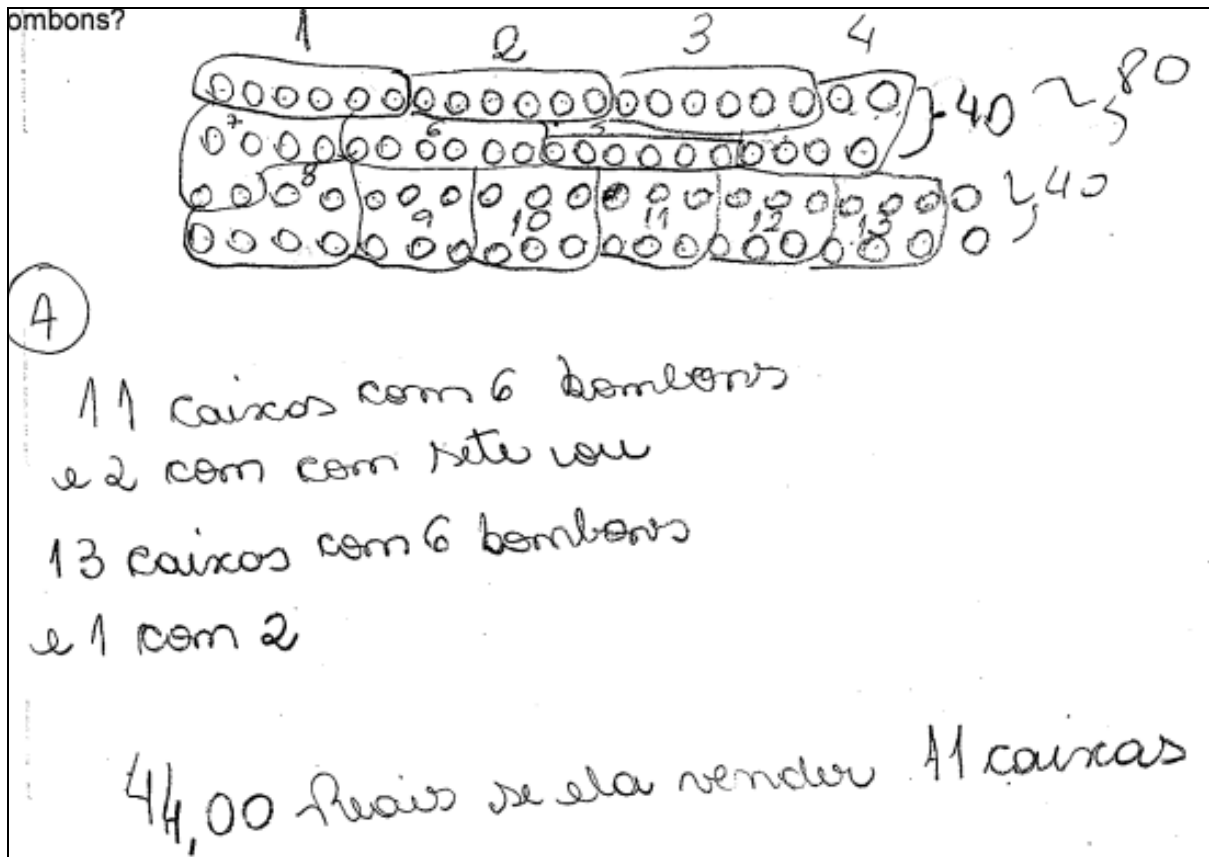 ombons?
1 2 3 4
40 80
7 6 5
8 40
9 10 11 12 13
A
11 caixas com 6 bombons
e 2 com com sete ou
13 caixas com 6 bombons
e 1 com 2
44,00 Reais se ela vender 11 caixas